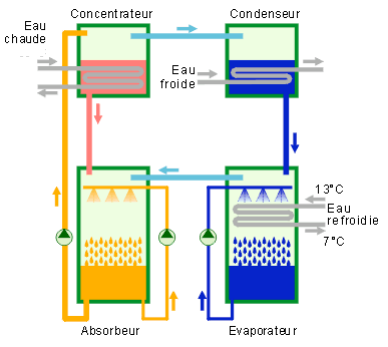 Concentrateur
Condenseur
Eau
chaude
Eau
froide
13°C
Eau
refroidie
7°C
Absorbeur
Evaporateur